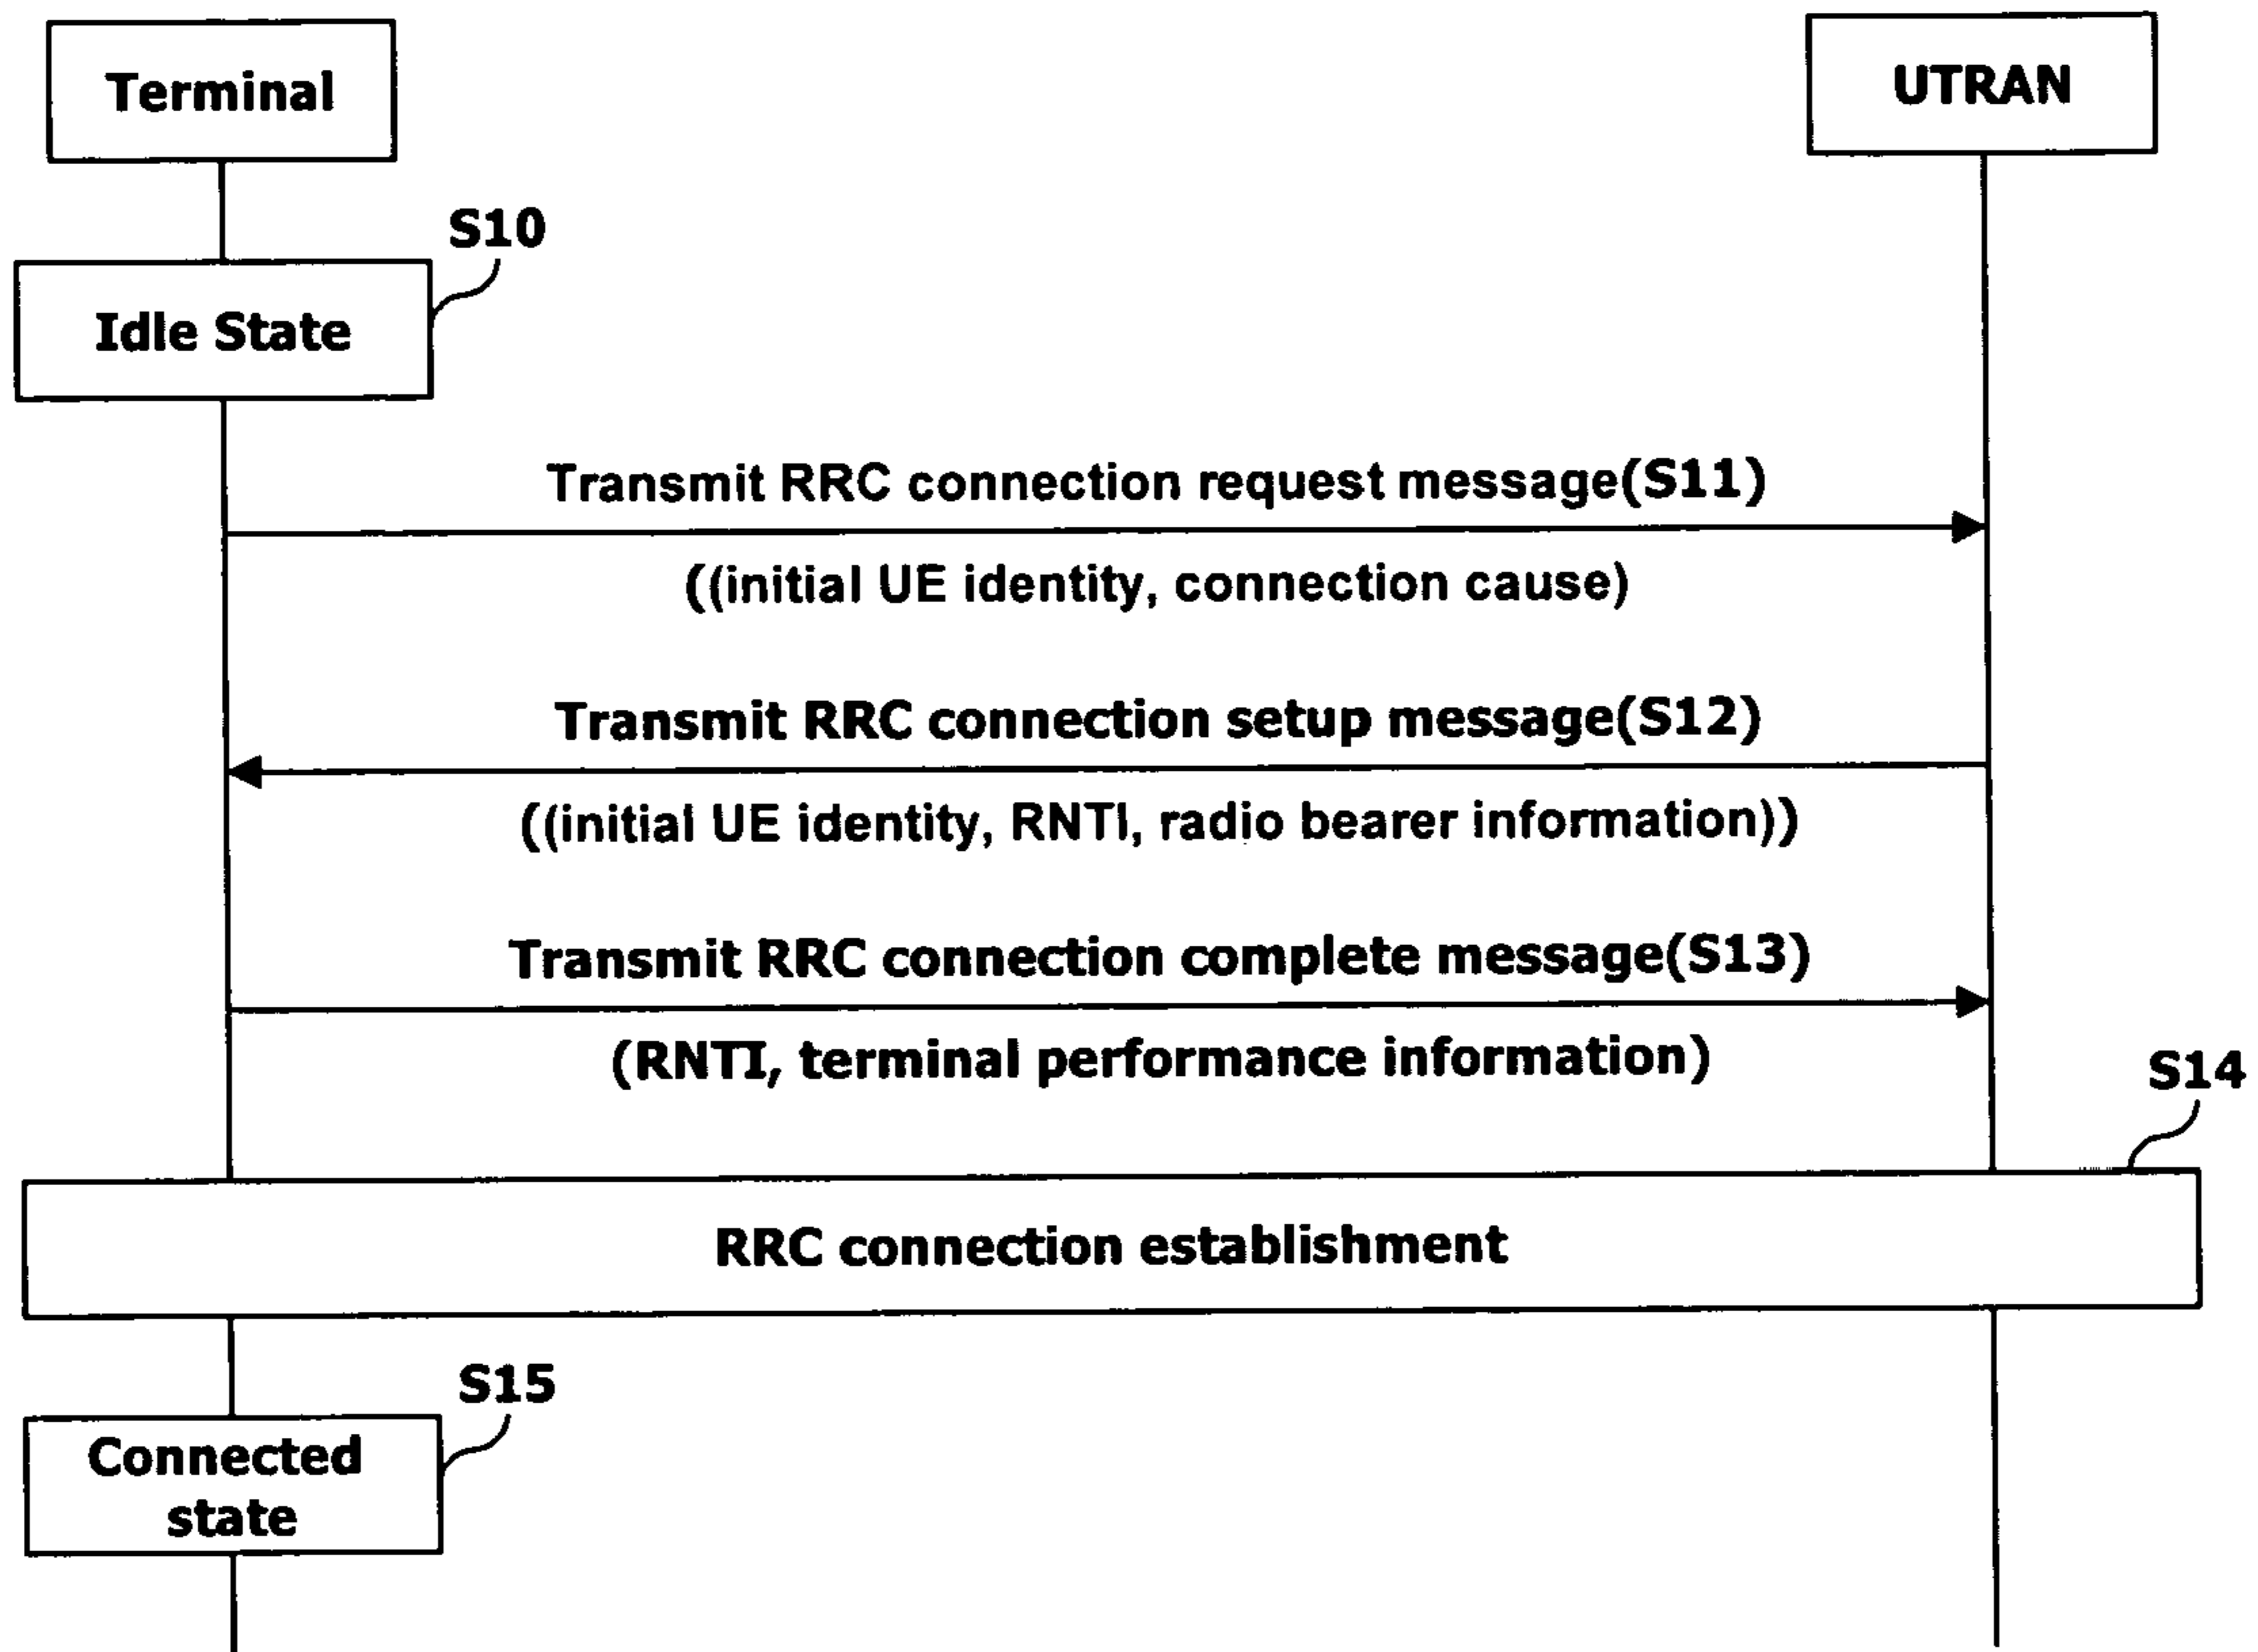 Terminal
UTRAN
S10
Idle State
Transmit RRC connection request message(S11)
((initial UE identity, connection cause)
Transmit RRC connection setup message(S12)
((initial UE identity, RNTI, radio bearer information))
Transmit RRC connection complete message(S13)
(RNTI, terminal performance information)
S14
RRC connection establishment
S15
Connected
state